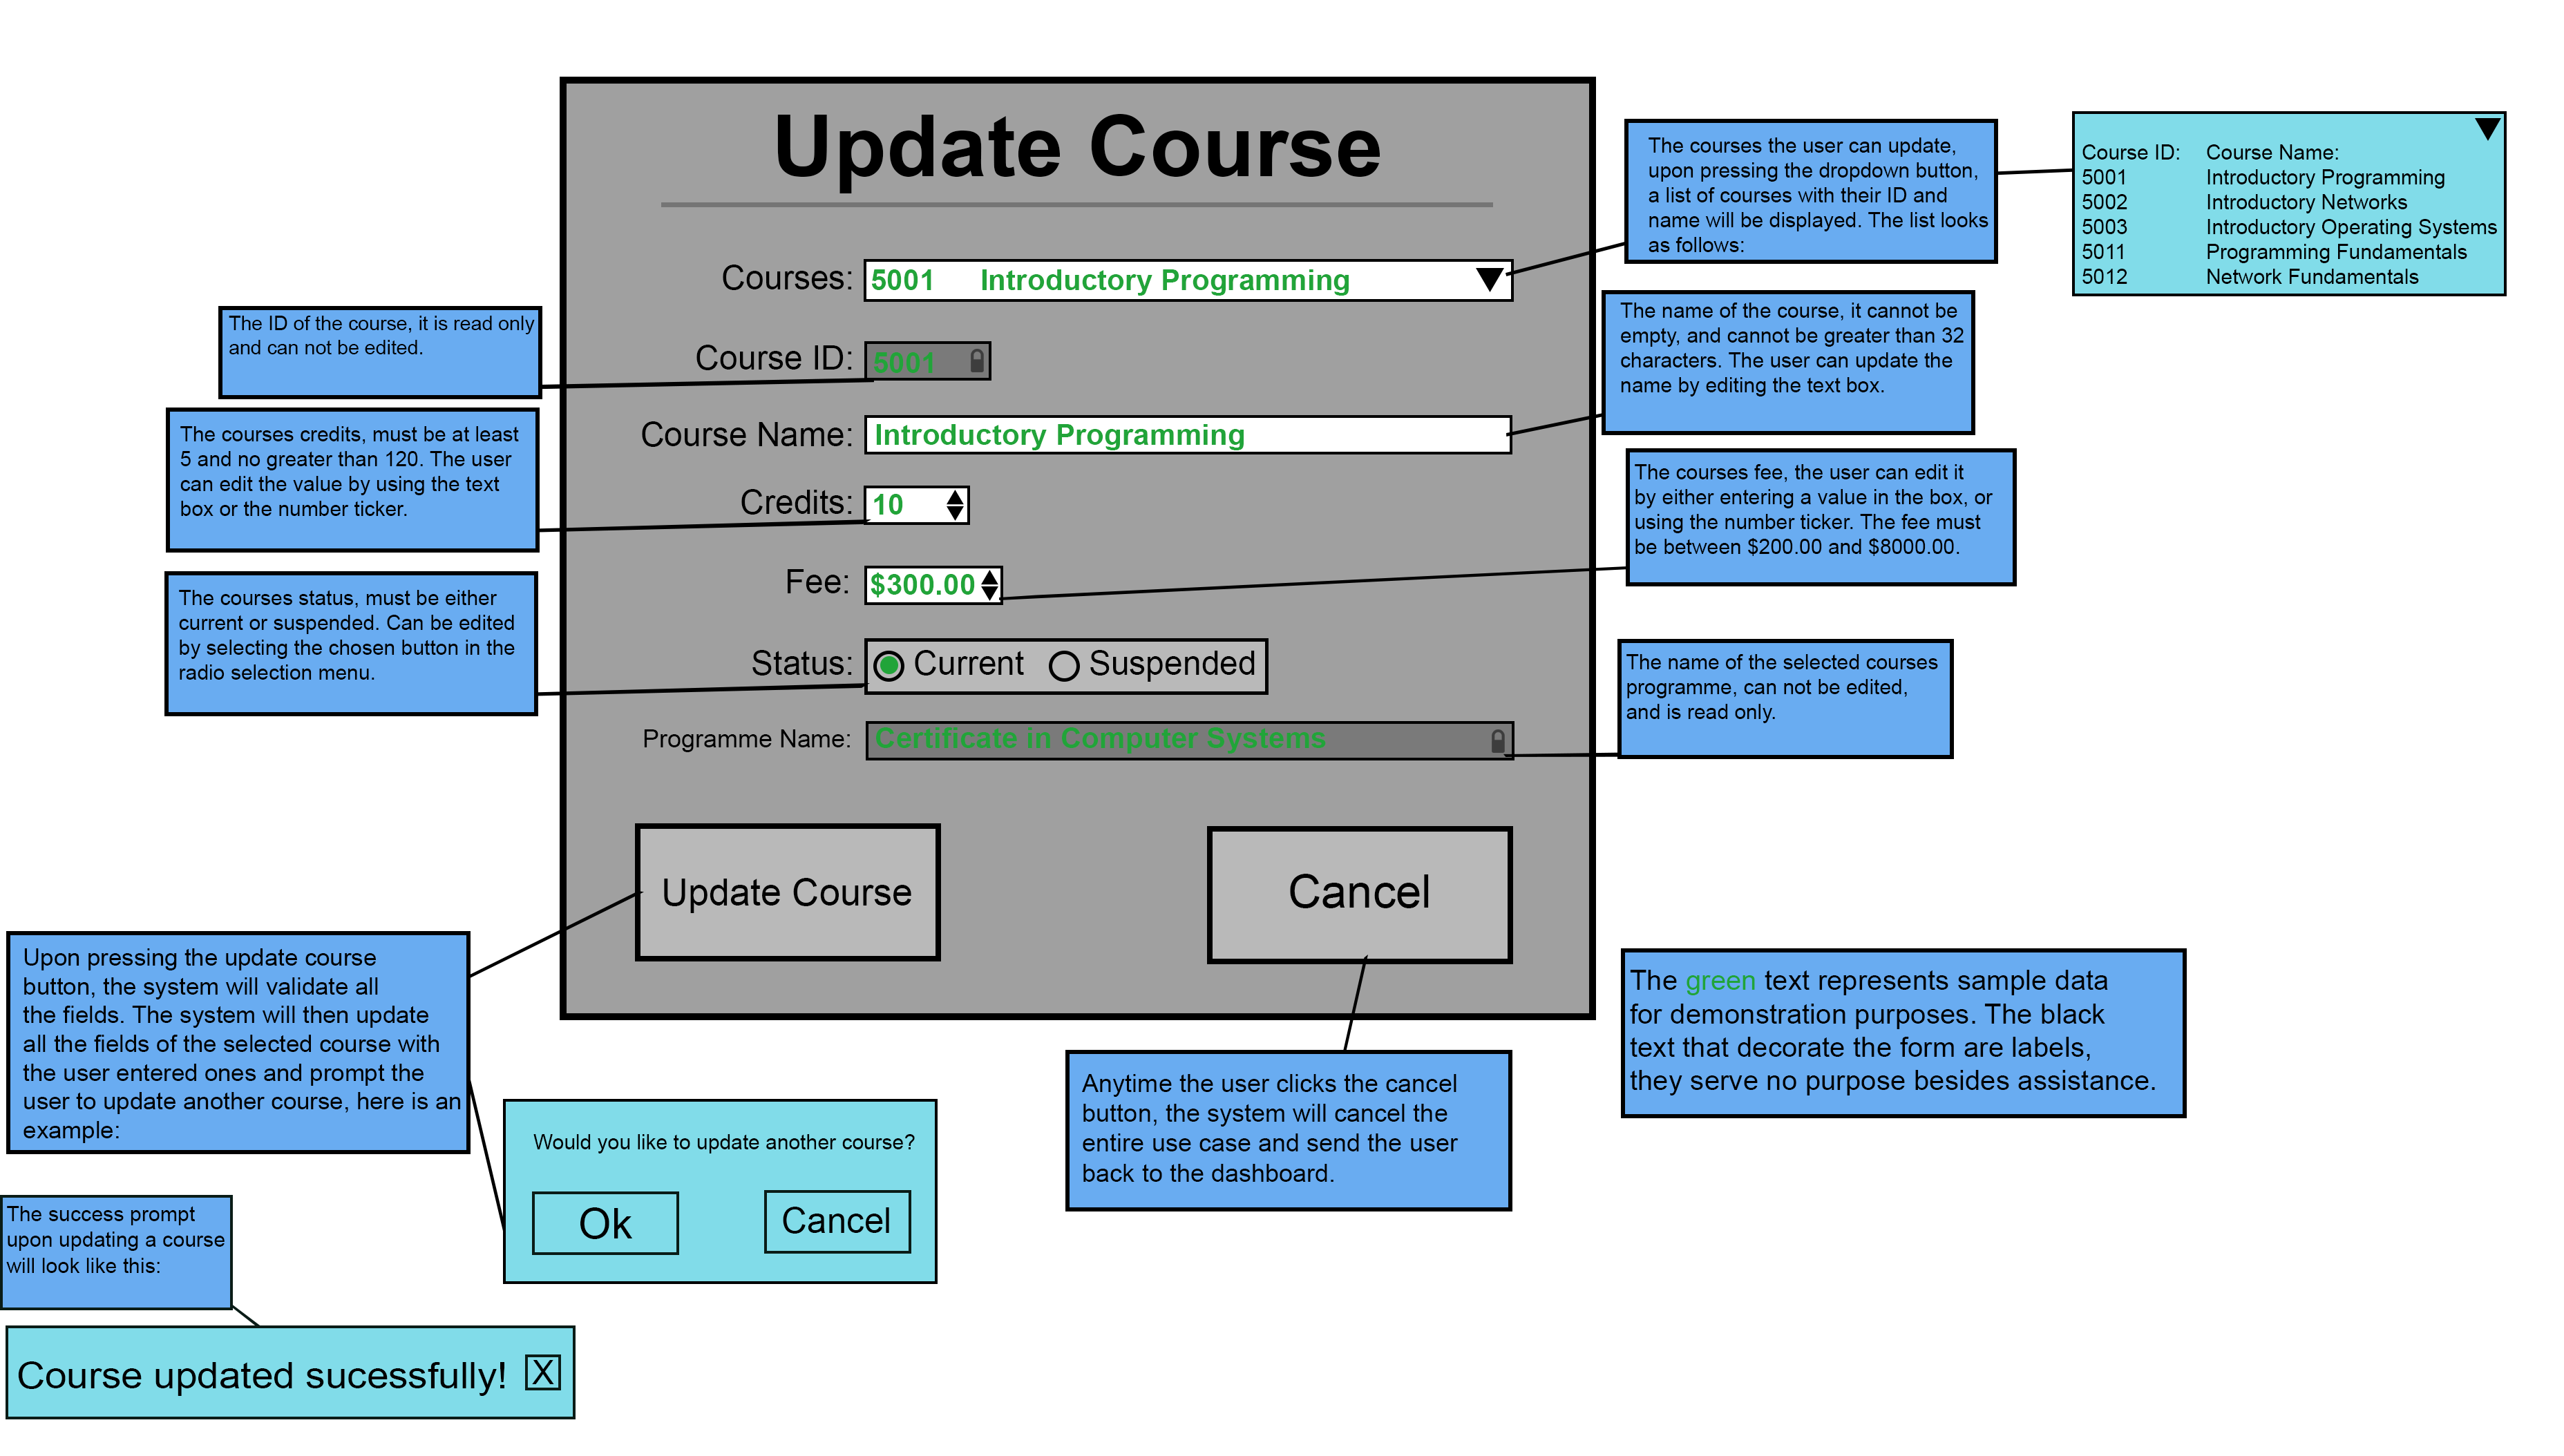 Update Course
Courses: 5001 Introductory Programming
Course ID: 5001
Course Name: Introductory Programming
Credits: 10
Fee: $300.00
Status: Current Suspended
Programme Name: Certificate in Computer Systems
Update Course
Cancel
The ID of the course, it is read only
and can not be edited.
The courses credits, must be at least
5 and no greater than 120. The user
can edit the value by using the text
box or the number ticker.
The courses status, must be either
current or suspended. Can be edited
by selecting the chosen button in the
radio selection menu.
The courses the user can update,
upon pressing the dropdown button,
a list of courses with their ID and
name will be displayed. The list looks
as follows:
Course ID: Course Name:
5001 Introductory Programming
5002 Introductory Networks
5003 Introductory Operating Systems
5011 Programming Fundamentals
5012 Network Fundamentals
The name of the course, it cannot be
empty, and cannot be greater than 32
characters. The user can update the
name by editing the text box.
The courses fee, the user can edit it
by either entering a value in the box, or
using the number ticker. The fee must
be between $200.00 and $8000.00.
The name of the selected courses
programme, can not be edited,
and is read only.
Upon pressing the update course
button, the system will validate all
the fields. The system will then update
all the fields of the selected course with
the user entered ones and prompt the
user to update another course, here is an
example:
Would you like to update another course?
Ok
Cancel
Anytime the user clicks the cancel
button, the system will cancel the
entire use case and send the user
back to the dashboard.
The green text represents sample data
for demonstration purposes. The black
text that decorate the form are labels,
they serve no purpose besides assistance.
The success prompt
upon updating a course
will look like this:
Course updated sucessfully! X